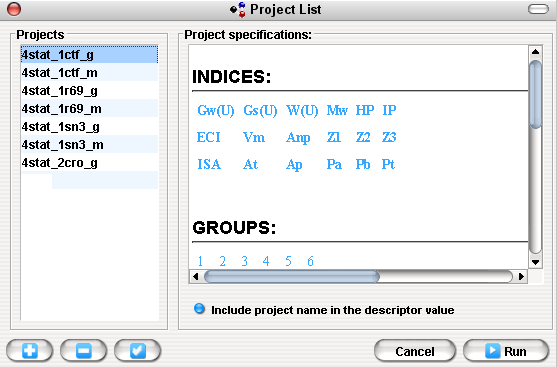 Project List
Projects
4stat_1ctf_g
4stat_1ctf_m
4stat_1r69_g
4stat_1r69_m
4stat_1sn3_g
4stat_1sn3_m
4stat_2cro_g
Project specifications:
INDICES:
Gw(U) Gs(U) W(U) Mw HP IP
ECI Vm Anp Z1 Z2 Z3
ISA At Ap Pa Pb Pt
GROUPS:
1 2 3 4 5 6
Include project name in the descriptor value
Cancel
Run